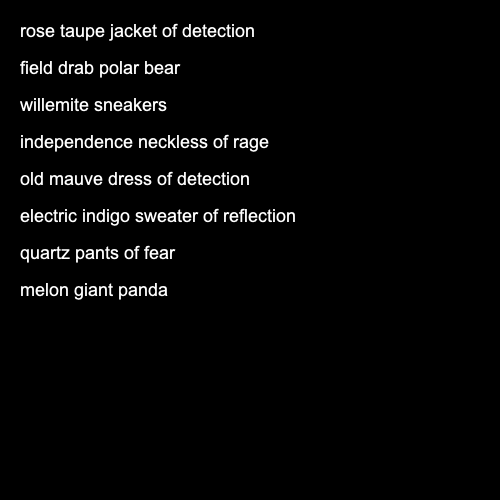 rose taupe jacket of detection
field drab polar bear
willemite sneakers
independence neckless of rage
old mauve dress of detection
electric indigo sweater of reflection
quartz pants of fear
melon giant panda